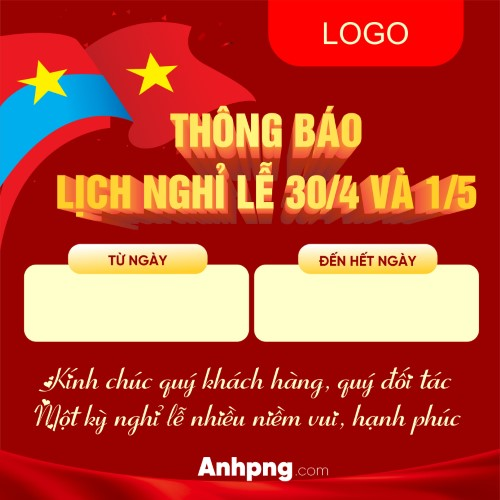 LOGO
THÔNG BÁO
LỊCH NGHỈ LỄ 30/4 VÀ 1/5
TỪ NGÀY
ĐẾN HẾT NGÀY
Kính chúc quý khách hàng, quý đối tác
Một kỳ nghỉ lễ nhiều niềm vui, hạnh phúc
Anhpng.com